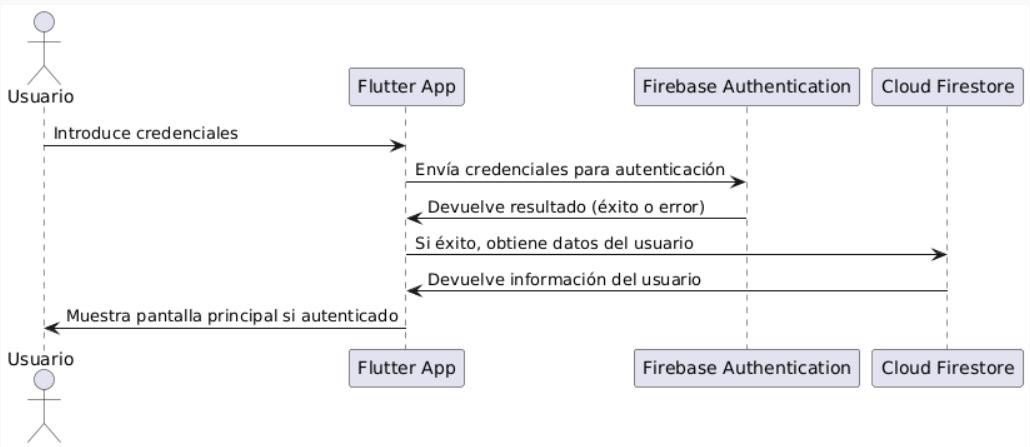 Usuario
Flutter App
Firebase Authentication
Cloud Firestore
Introduce credenciales
Envía credenciales para autenticación
Devuelve resultado (éxito o error)
Si éxito, obtiene datos del usuario
Devuelve información del usuario
Muestra pantalla principal si autenticado
Usuario
Flutter App
Firebase Authentication
Cloud Firestore